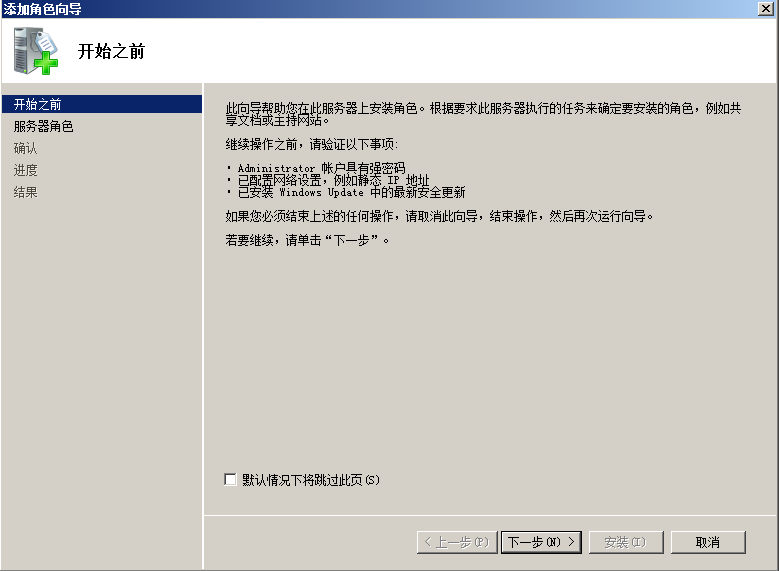 添加角色向导
开始之前
开始之前
服务器角色
确认
进度
结果
此向导帮助您在此服务器上安装角色。根据要求此服务器执行的任务来确定要安装的角色，例如共
享文档或主持网站。
继续操作之前，请验证以下事项:
· Administrator 帐户具有强密码
· 已配置网络设置，例如静态 IP 地址
· 已安装 Windows Update 中的最新安全更新
如果您必须结束上述的任何操作，请取消此向导，结束操作，然后再次运行向导。
若要继续，请单击“下一步”。
默认情况下将跳过此页(S)
< 上一步(P)
下一步(N) >
安装(I)
取消